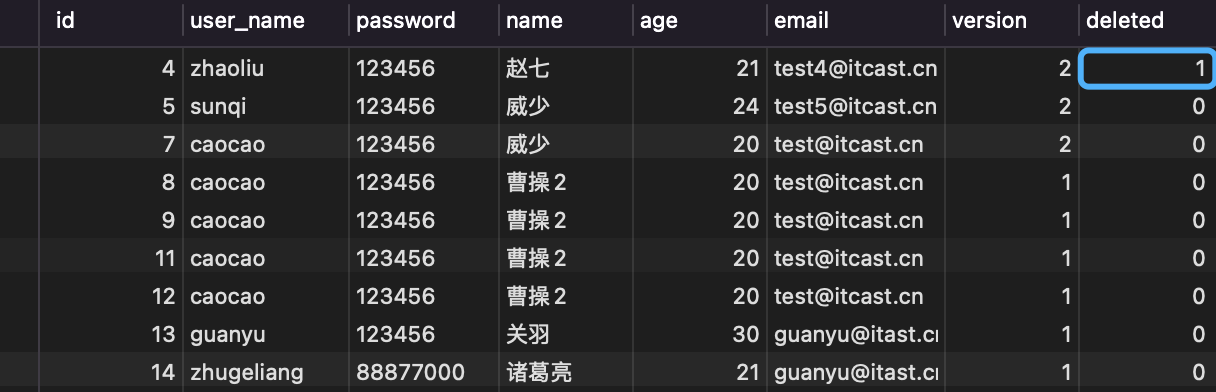 id user_name password name age email version deleted
4 zhaoliu 123456 赵七 21 test4@itcast.cn 2 1
5 sunqi 123456 威少 24 test5@itcast.cn 2 0
7 caocao 123456 威少 20 test@itcast.cn 2 0
8 caocao 123456 曹操2 20 test@itcast.cn 1 0
9 caocao 123456 曹操2 20 test@itcast.cn 1 0
11 caocao 123456 曹操2 20 test@itcast.cn 1 0
12 caocao 123456 曹操2 20 test@itcast.cn 1 0
13 guanyu 123456 关羽 30 guanyu@itast.c 1 0
14 zhugeliang 88877000 诸葛亮 21 guanyu@itast.c 1 0